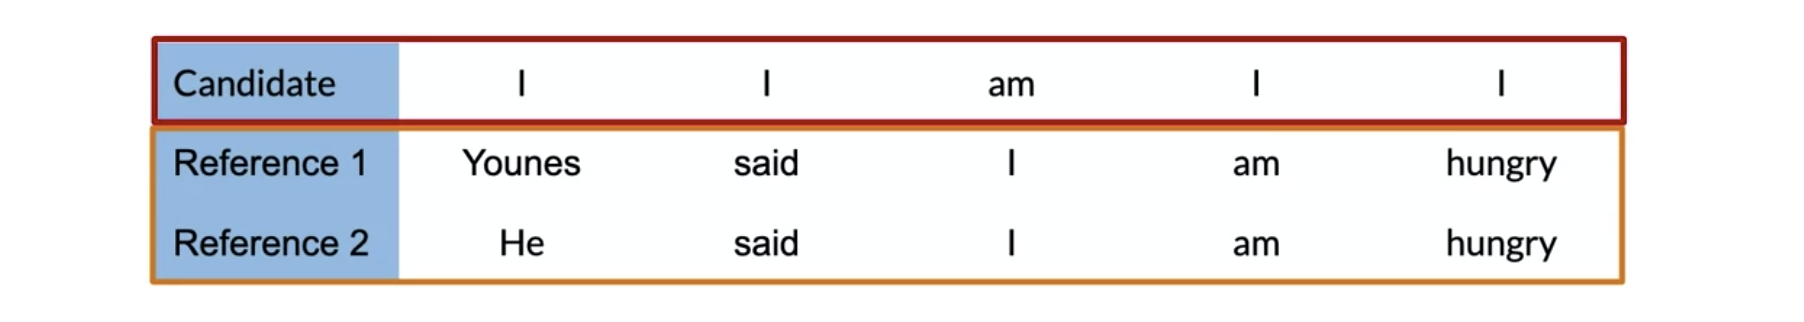 Candidate I I am I I
Reference 1 Younes said I am hungry
Reference 2 He said I am hungry